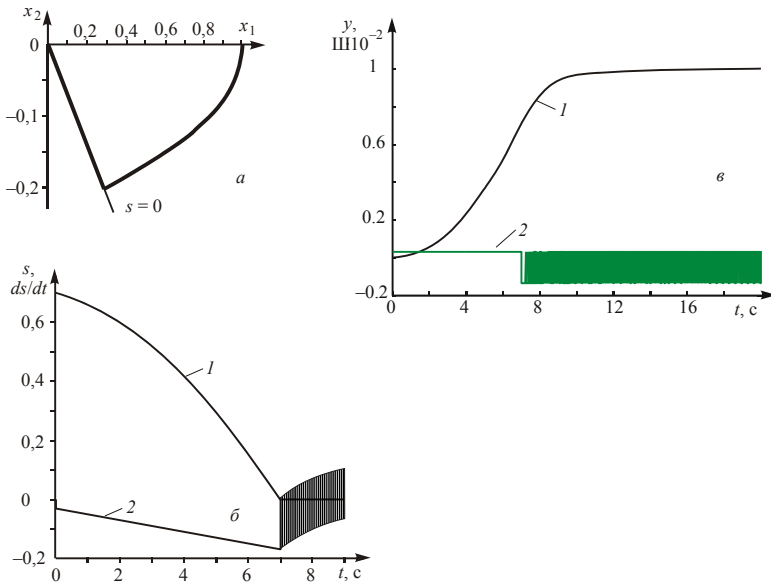 x₂
0,2 0,4 0,6 0,8 x₁
0
–0,1
–0,2
s = 0
а
y,
Ш10⁻²
1
0.6
0.2
–0.2
1
2
в
0 4 8 12 16 t, с
s,
ds/dt
0,6
0,4
0,2
0
–0,2
1
2
б
0 2 4 6 8 t, с